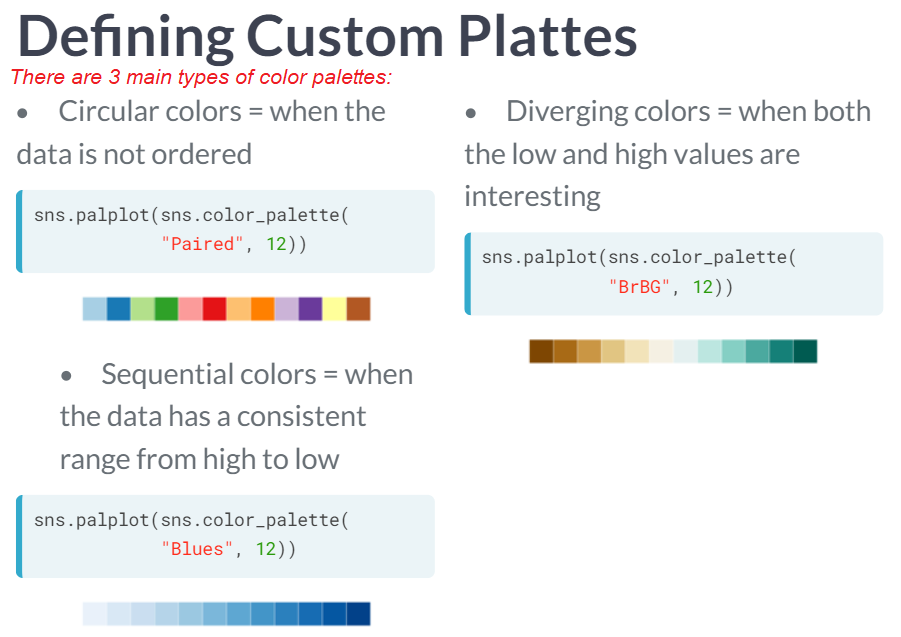 Defining Custom Plattes
There are 3 main types of color palettes:
• Circular colors = when the
data is not ordered
sns.palplot(sns.color_palette(
"Paired", 12))
• Sequential colors = when
the data has a consistent
range from high to low
sns.palplot(sns.color_palette(
"Blues", 12))
• Diverging colors = when both
the low and high values are
interesting
sns.palplot(sns.color_palette(
"BrBG", 12))